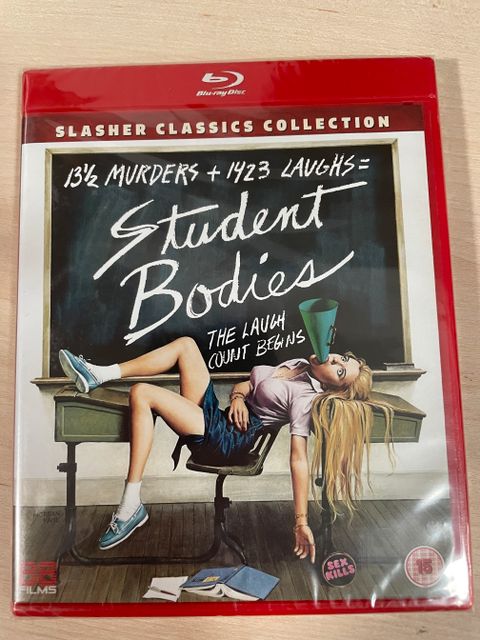 Blu-ray Disc
SLASHER CLASSICS COLLECTION
13½ MURDERS + 1423 LAUGHS =
Student
Bodies
THE LAUGH
COUNT BEGINS
SEX
KILLS
15
FILMS